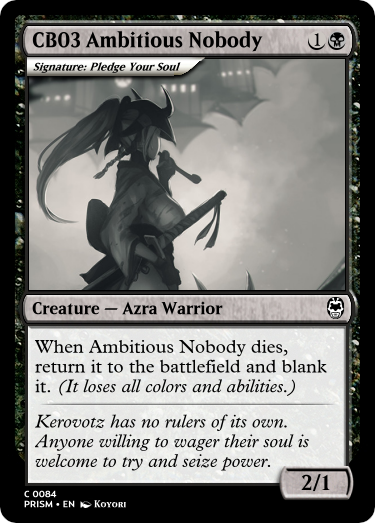 CB03 Ambitious Nobody 1
Signature: Pledge Your Soul
Creature — Azra Warrior
When Ambitious Nobody dies,
return it to the battlefield and blank
it. (It loses all colors and abilities.)
Kerovotz has no rulers of its own.
Anyone willing to wager their soul is
welcome to try and seize power.
2/1
C 0084
PRISM • EN Koyori